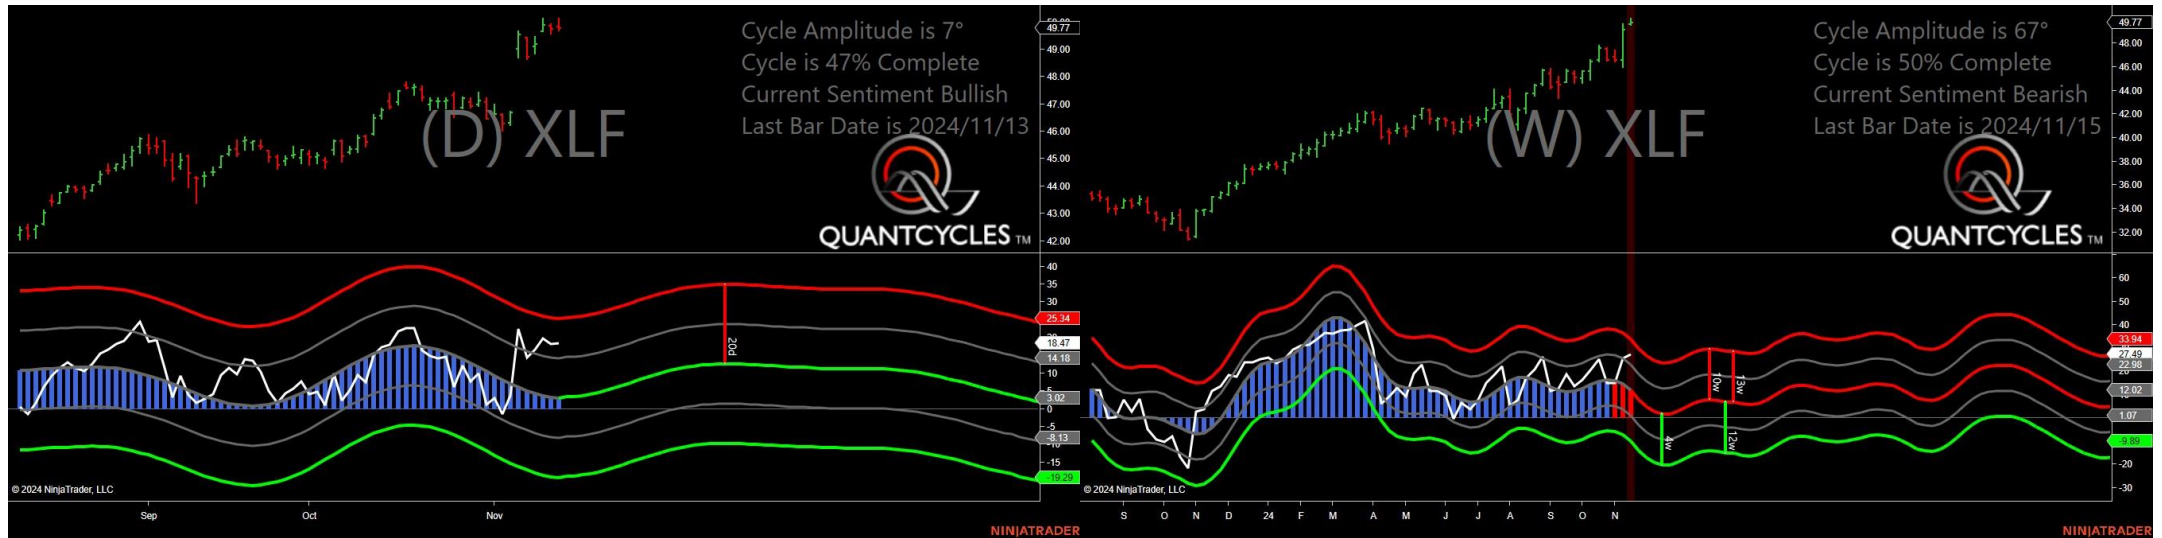 Cycle Amplitude is 7°
Cycle is 47% Complete
Current Sentiment Bullish
Last Bar Date is 2024/11/13
(D) XLF
QUANTCYCLES TM
49.77
49.00
48.00
47.00
46.00
45.00
44.00
43.00
42.00
40
35
30
25.34
18.47
14.18
10
5
3.02
0
-5
-8.13
-15
-19.29
20d
© 2024 NinjaTrader, LLC
Sep Oct Nov
NINJATRADER
Cycle Amplitude is 67°
Cycle is 50% Complete
Current Sentiment Bearish
Last Bar Date is 2024/11/15
(W) XLF
QUANTCYCLES TM
49.77
48.00
46.00
44.00
42.00
40.00
38.00
36.00
34.00
32.00
60
50
40
33.94
27.49
22.98
12.02
1.07
-9.89
-20
-30
10w
13w
4w
12w
© 2024 NinjaTrader, LLC
S O N D 24 F M A M J J A S O N
NINJATRADER